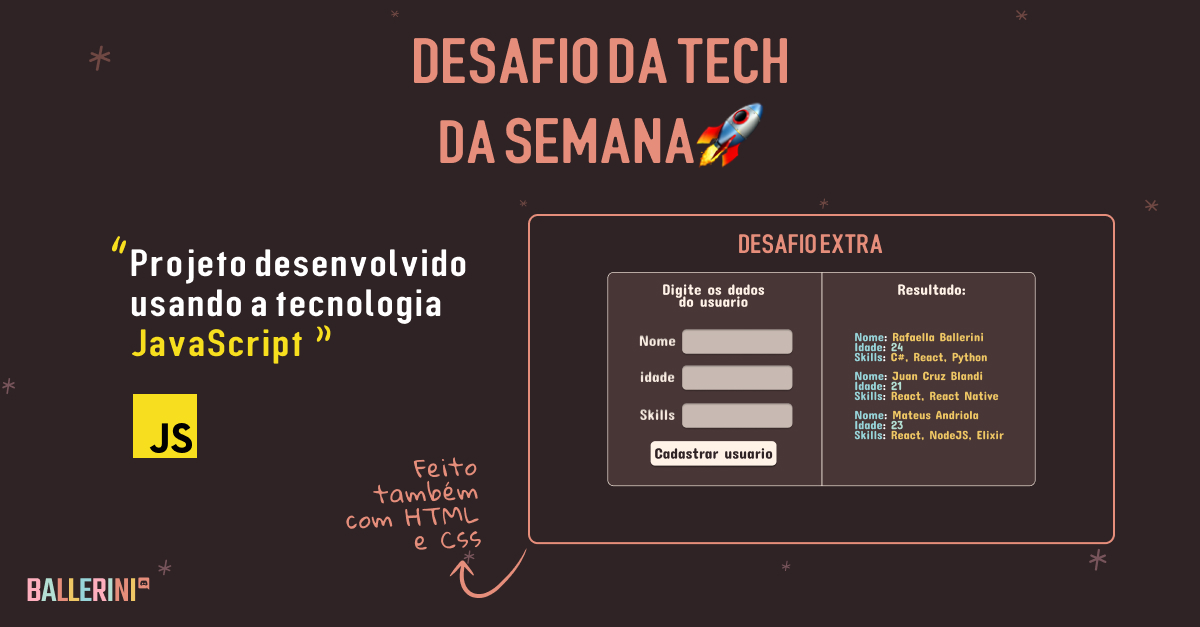 DESAFIO DA TECH
DA SEMANA
“Projeto desenvolvido
usando a tecnologia
JavaScript”
JS
Feito
também
com HTML
e CSS
BALLERINI
DESAFIO EXTRA
Digite os dados
do usuario
Nome
idade
Skills
Cadastrar usuario
Resultado:
Nome: Rafaella Ballerini
Idade: 24
Skills: C#, React, Python
Nome: Juan Cruz Blandi
Idade: 21
Skills: React, React Native
Nome: Mateus Andriola
Idade: 23
Skills: React, NodeJS, Elixir